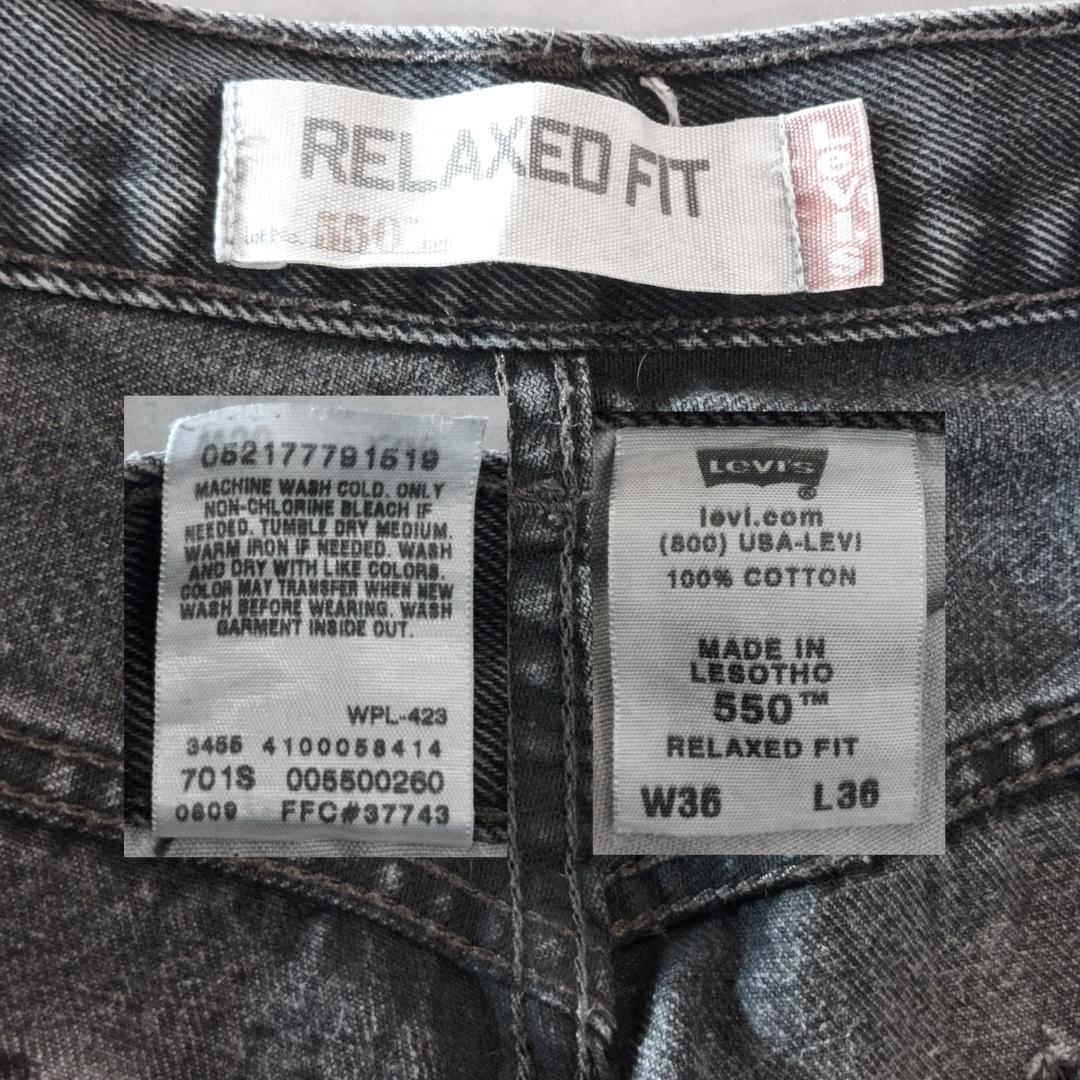 RELAXED FIT
Lot No. 550™
LEVI'S
052177791519
MACHINE WASH COLD. ONLY
NON-CHLORINE BLEACH IF
NEEDED. TUMBLE DRY MEDIUM.
WARM IRON IF NEEDED. WASH
AND DRY WITH LIKE COLORS.
COLOR MAY TRANSFER WHEN NEW
WASH BEFORE WEARING. WASH
GARMENT INSIDE OUT.
WPL-423
3455 4100058414
701S 005500260
0609 FFC#37743
Levi's®
levi.com
(800) USA-LEVI
100% COTTON
MADE IN
LESOTHO
550™
RELAXED FIT
W36 L36